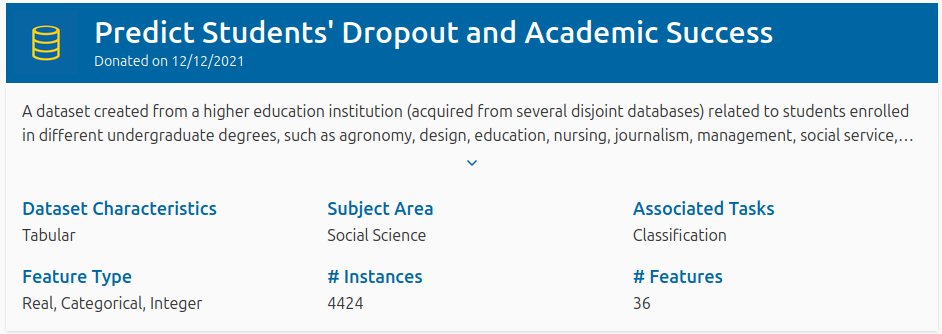 Predict Students' Dropout and Academic Success
Donated on 12/12/2021
A dataset created from a higher education institution (acquired from several disjoint databases) related to students enrolled
in different undergraduate degrees, such as agronomy, design, education, nursing, journalism, management, social service,...
Dataset Characteristics
Tabular
Subject Area
Social Science
Associated Tasks
Classification
Feature Type
Real, Categorical, Integer
# Instances
4424
# Features
36